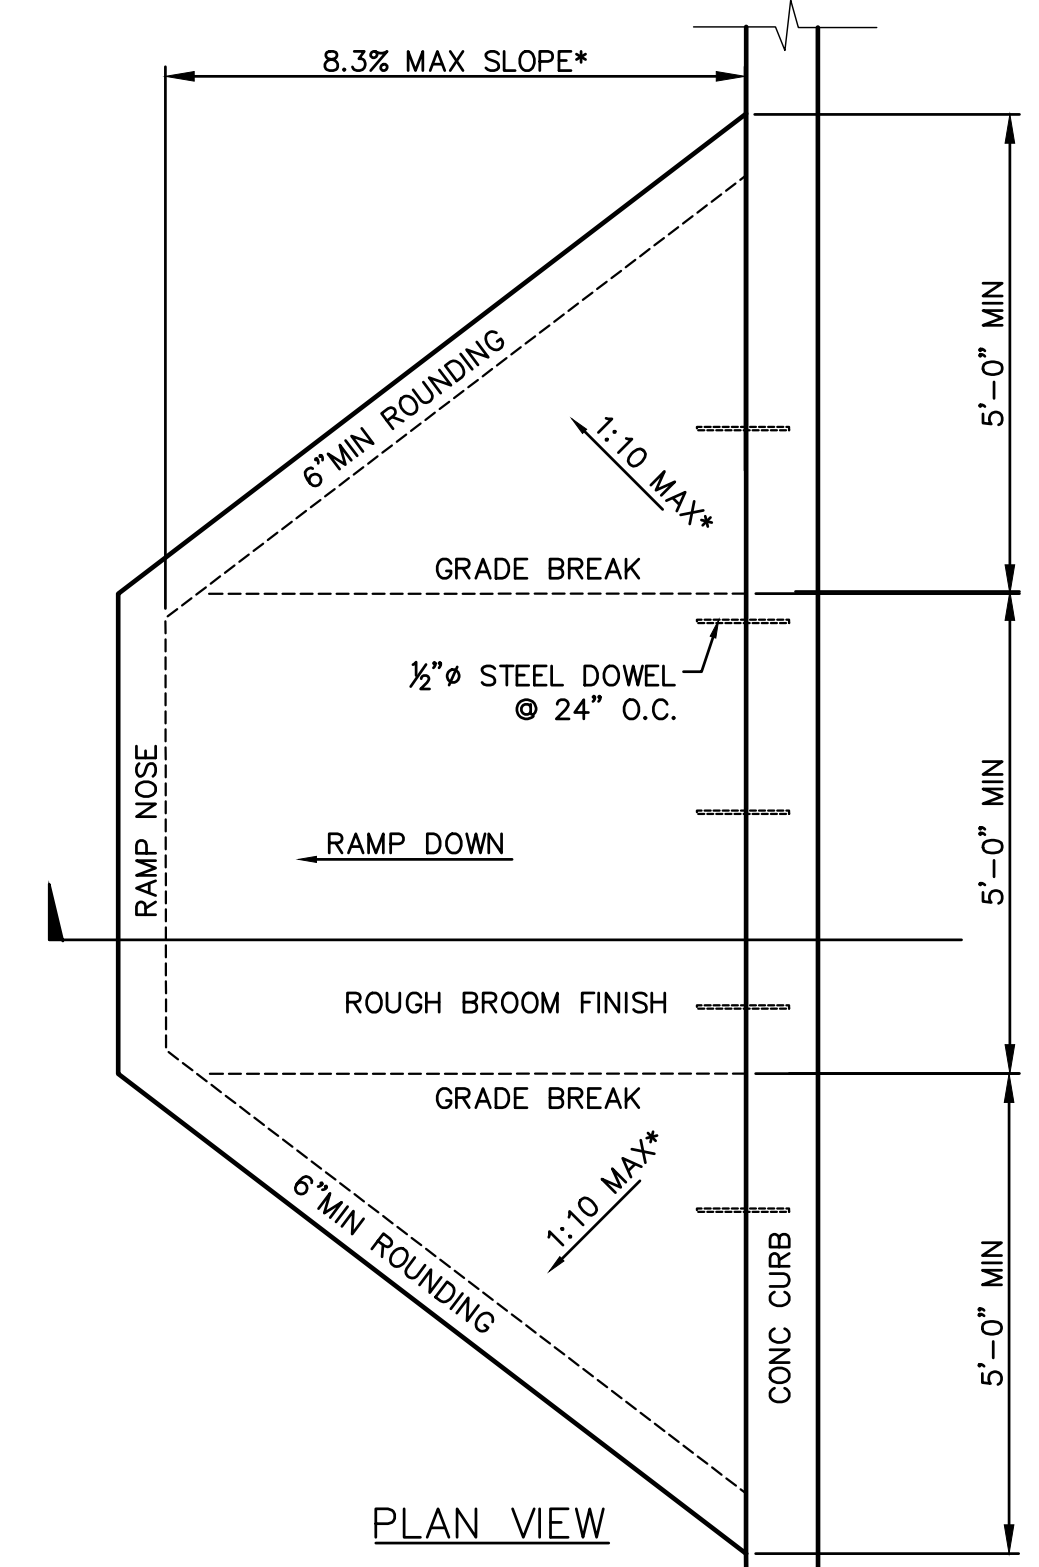 8.3% MAX SLOPE*
5'-0" MIN
6"MIN ROUNDING
1:10 MAX*
GRADE BREAK
½"ø STEEL DOWEL
@ 24" O.C.
RAMP NOSE
5'-0" MIN
RAMP DOWN
ROUGH BROOM FINISH
GRADE BREAK
1:10 MAX*
6"MIN ROUNDING
CONC CURB
5'-0" MIN
PLAN VIEW